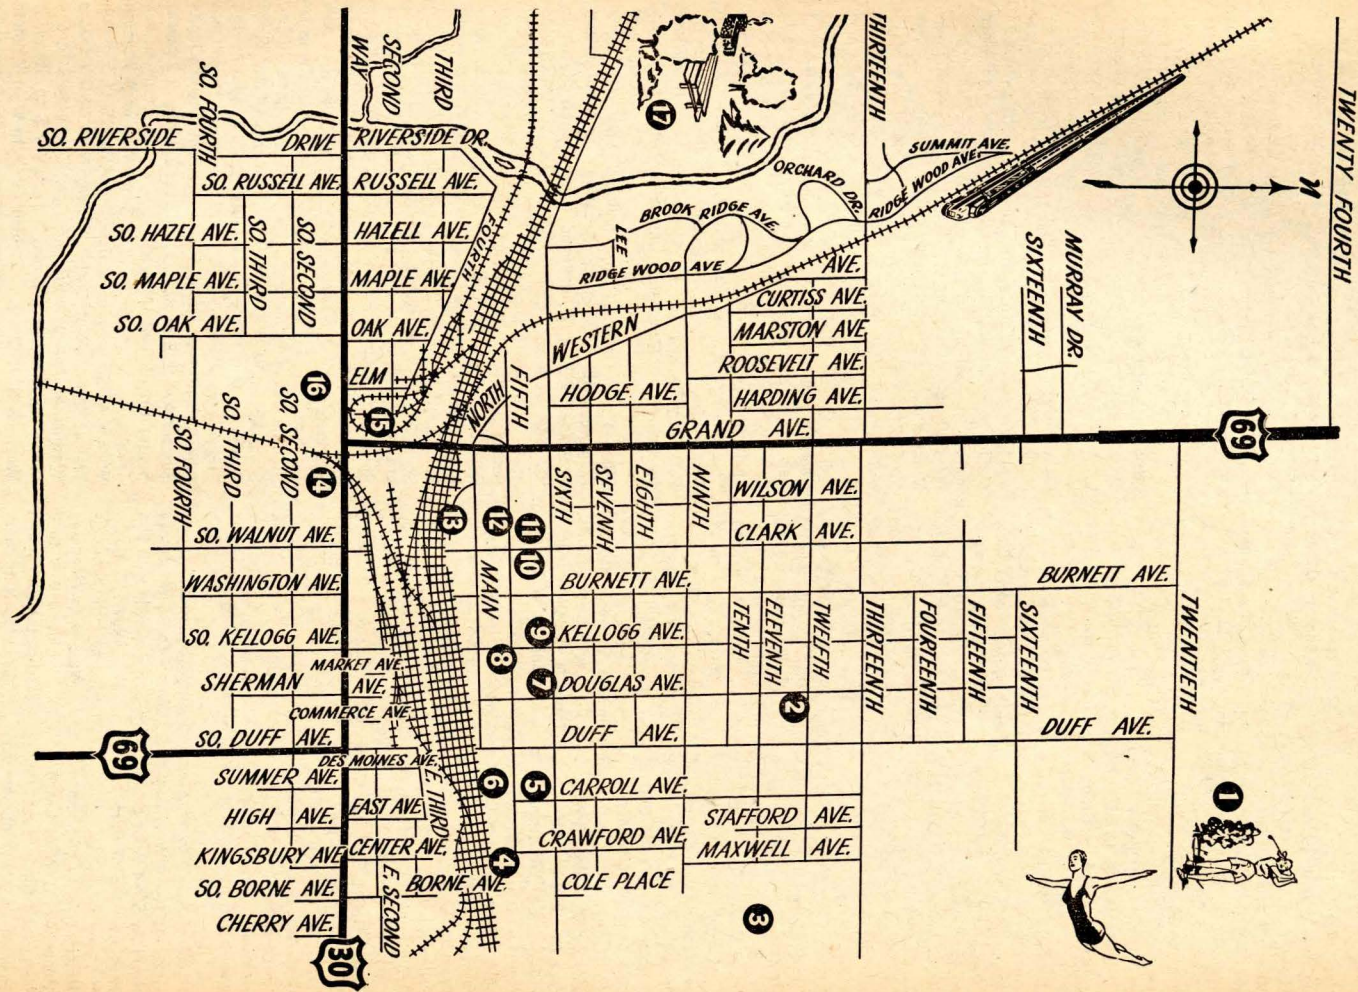 SO. FOURTH
SECOND
WAY
THIRD
17
THIRTEENTH
TWENTY FOURTH
N
SO. RIVERSIDE
DRIVE
RIVERSIDE DR.
SUMMIT AVE.
RIDGE WOOD AVE.
ORCHARD DR.
SO. RUSSELL AVE.
RUSSELL AVE.
BROOK RIDGE AVE.
LEE
SO. HAZEL AVE.
SO. THIRD
SO. SECOND
HAZELL AVE.
FOURTH
RIDGE WOOD AVE
AVE.
SIXTEENTH
MURRAY DR.
SO. MAPLE AVE.
MAPLE AVE.
CURTISS AVE.
SO. OAK AVE.
OAK AVE.
WESTERN
MARSTON AVE
ROOSEVELT AVE.
16
ELM
15
NORTH
FIFTH
HODGE AVE.
HARDING AVE.
GRAND AVE.
69
SO. FOURTH
SO. THIRD
SO. SECOND
14
SIXTH
SEVENTH
EIGHTH
NINTH
WILSON AVE.
13
12
11
SO. WALNUT AVE.
CLARK AVE.
10
WASHINGTON AVE.
MAIN
BURNETT AVE.
BURNETT AVE.
SO. KELLOGG AVE.
9
KELLOGG AVE.
TENTH
ELEVENTH
TWELFTH
THIRTEENTH
FOURTEENTH
FIFTEENTH
SIXTEENTH
TWENTIETH
MARKET AVE.
8
SHERMAN AVE.
7
DOUGLAS AVE.
2
COMMERCE AVE
SO. DUFF AVE.
DUFF AVE.
DUFF AVE.
69
DES MOINES AVE.
SUMNER AVE.
E. THIRD
6
5
CARROLL AVE.
1
HIGH AVE.
EAST AVE.
STAFFORD AVE.
KINGSBURY AVE
CENTER AVE.
4
CRAWFORD AVE
MAXWELL AVE.
SO. BORNE AVE.
E. SECOND
BORNE AVE.
COLE PLACE
CHERRY AVE.
3
30